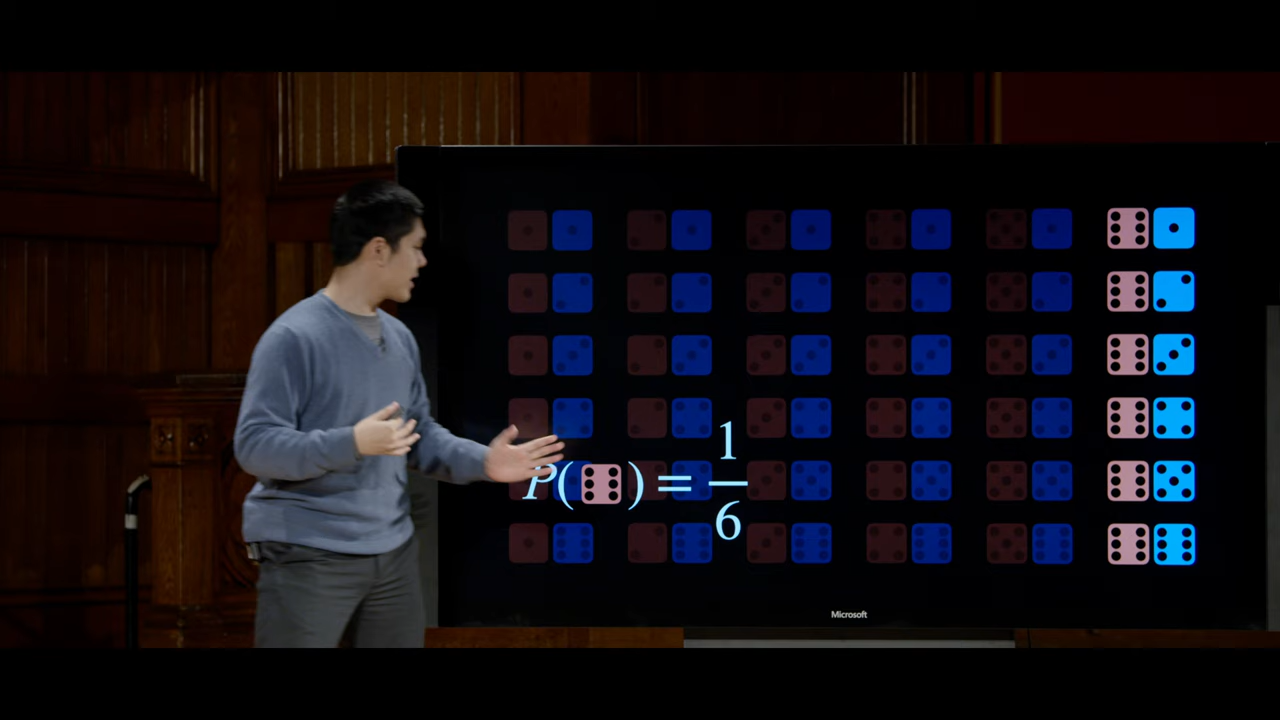 P(⚅) = 1/6
Microsoft